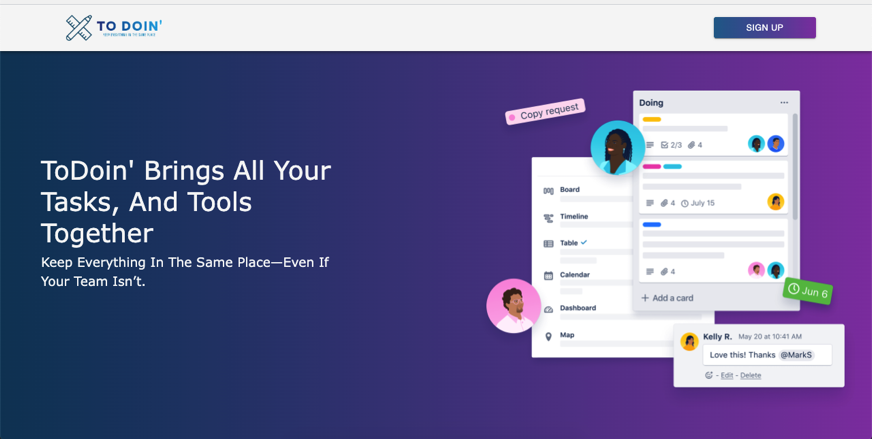 TO DOIN'
SIGN UP
ToDoin' Brings All Your
Tasks, And Tools
Together
Keep Everything In The Same Place—Even If
Your Team Isn't.
Copy request
Doing
2/3 4
4 July 15
4
+ Add a card
Board
Timeline
Table
Calendar
Dashboard
Map
Jun 6
Kelly R. May 20 at 10:41 AM
Love this! Thanks @MarkS
- Edit - Delete